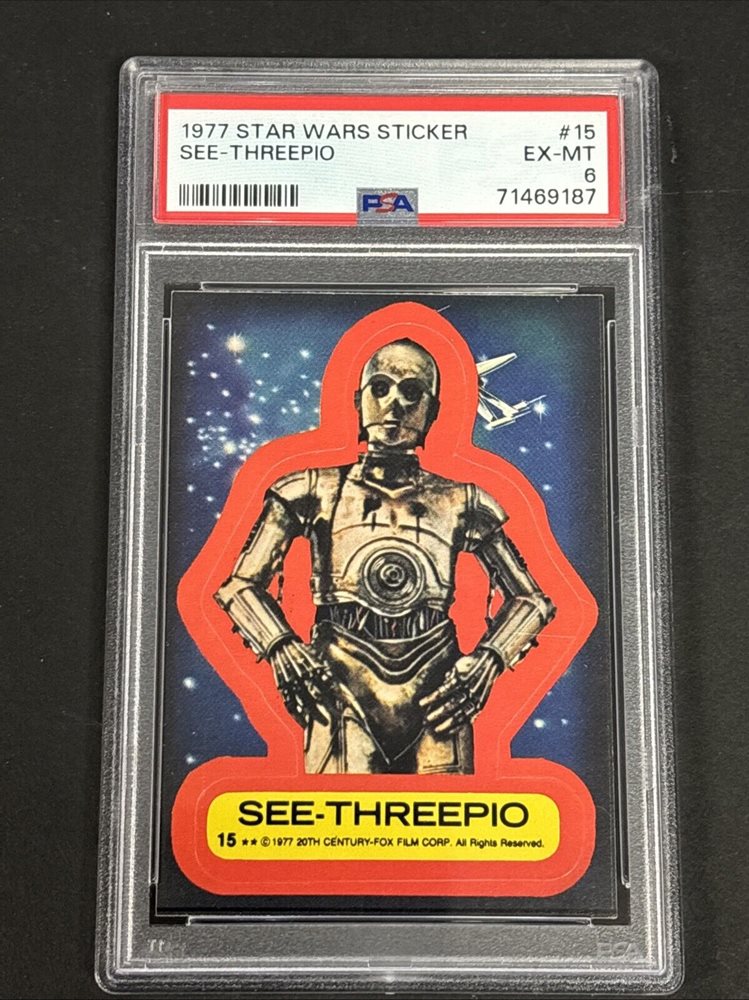 1977 STAR WARS STICKER #15
SEE-THREEPIO EX-MT
6
PSA 71469187
SEE-THREEPIO
15 ★★ © 1977 20TH CENTURY-FOX FILM CORP. All Rights Reserved.
PSA